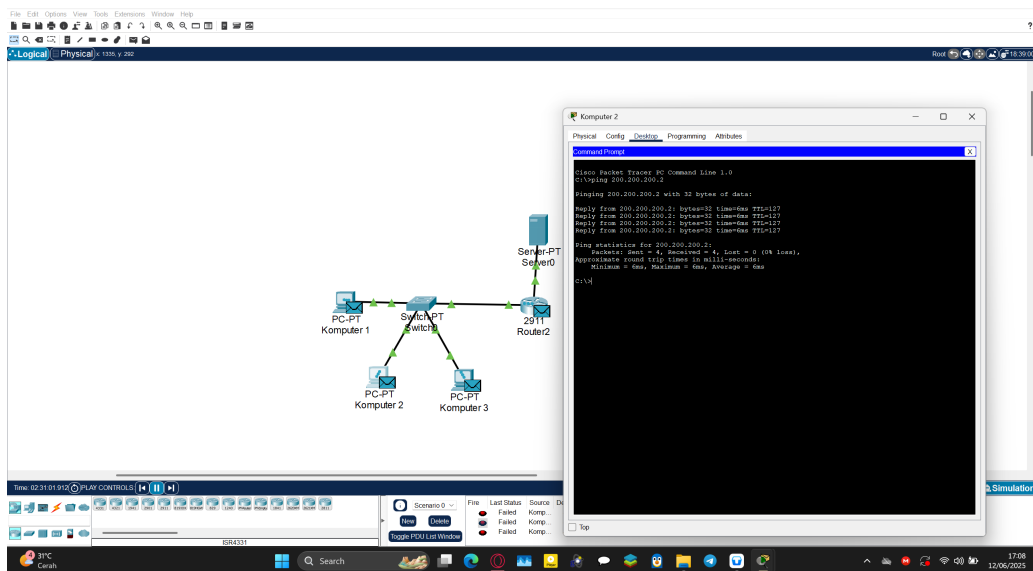 File Edit Options View Tools Extensions Window Help
?
Logical Physical x: 1335, y: 292
Root 18:39:00
Komputer 2
Physical Config Desktop Programming Attributes
Command Prompt X
Cisco Packet Tracer PC Command Line 1.0
C:\>ping 200.200.200.2
Pinging 200.200.200.2 with 32 bytes of data:
Reply from 200.200.200.2: bytes=32 time=6ms TTL=127
Reply from 200.200.200.2: bytes=32 time=6ms TTL=127
Reply from 200.200.200.2: bytes=32 time=6ms TTL=127
Reply from 200.200.200.2: bytes=32 time=6ms TTL=127
Ping statistics for 200.200.200.2:
Packets: Sent = 4, Received = 4, Lost = 0 (0% loss),
Approximate round trip times in milli-seconds:
Minimum = 6ms, Maximum = 6ms, Average = 6ms
C:\>
Server-PT
Server0
PC-PT
Komputer 1
Switch-PT
Switch0
2911
Router2
PC-PT
Komputer 2
PC-PT
Komputer 3
Top
Time: 02:31:01.912 PLAY CONTROLS:
Simulation
Scenario 0
New Delete
Toggle PDU List Window
Fire Last Status Source De
Failed Komp...
Failed Komp...
Failed Komp...
ISR4331
31°C
Cerah
Search
17:08
12/06/2025